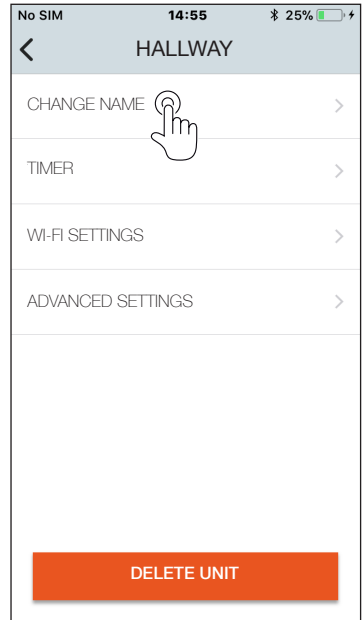 No SIM 14:55 25%
HALLWAY
CHANGE NAME
TIMER
WI-FI SETTINGS
ADVANCED SETTINGS
DELETE UNIT